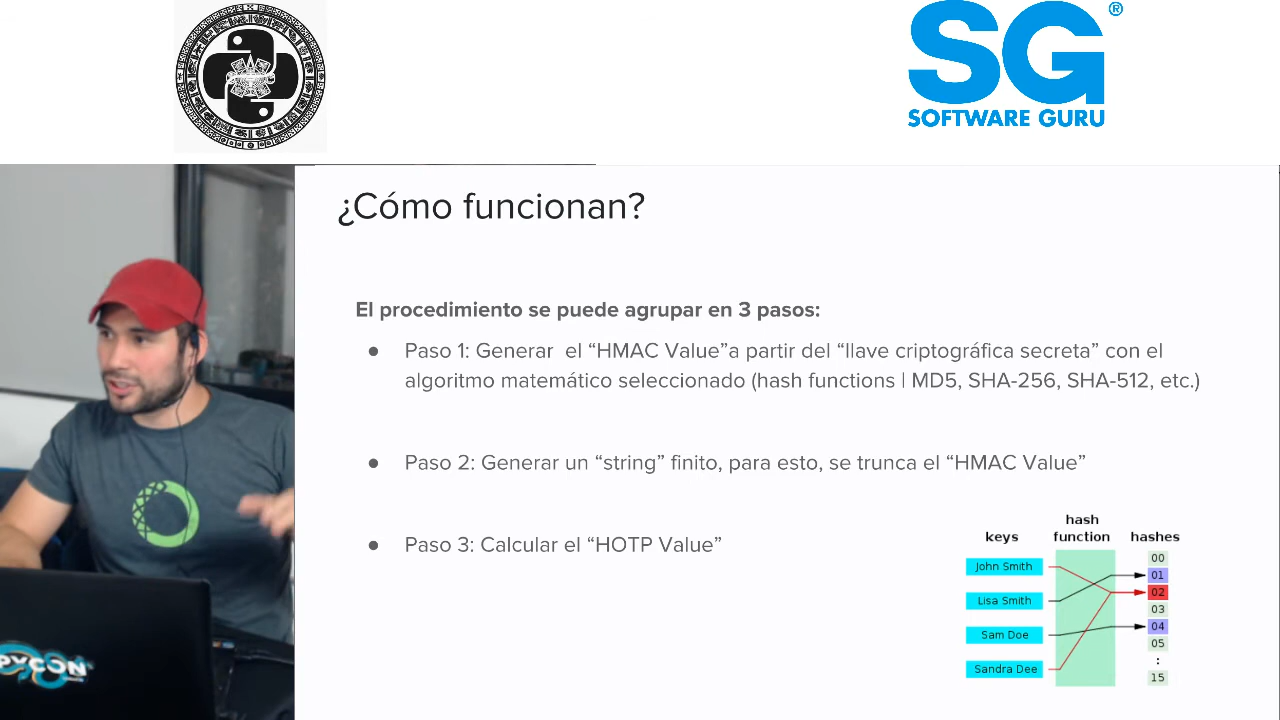 SG®
SOFTWARE GURU
¿Cómo funcionan?
El procedimiento se puede agrupar en 3 pasos:
● Paso 1: Generar el “HMAC Value”a partir del “llave criptográfica secreta” con el
algoritmo matemático seleccionado (hash functions | MD5, SHA-256, SHA-512, etc.)
● Paso 2: Generar un “string” finito, para esto, se trunca el “HMAC Value”
● Paso 3: Calcular el “HOTP Value”
hash
keys function hashes
John Smith
Lisa Smith
Sam Doe
Sandra Dee
00
01
02
03
04
05
:
15
PYCON